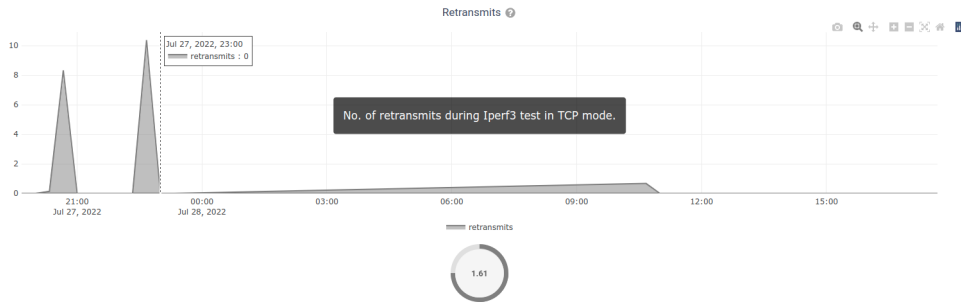 Retransmits ?
10
Jul 27, 2022, 23:00
retransmits : 0
8
6
No. of retransmits during Iperf3 test in TCP mode.
4
2
0
21:00 00:00 03:00 06:00 09:00 12:00 15:00
Jul 27, 2022 Jul 28, 2022
retransmits
1.61